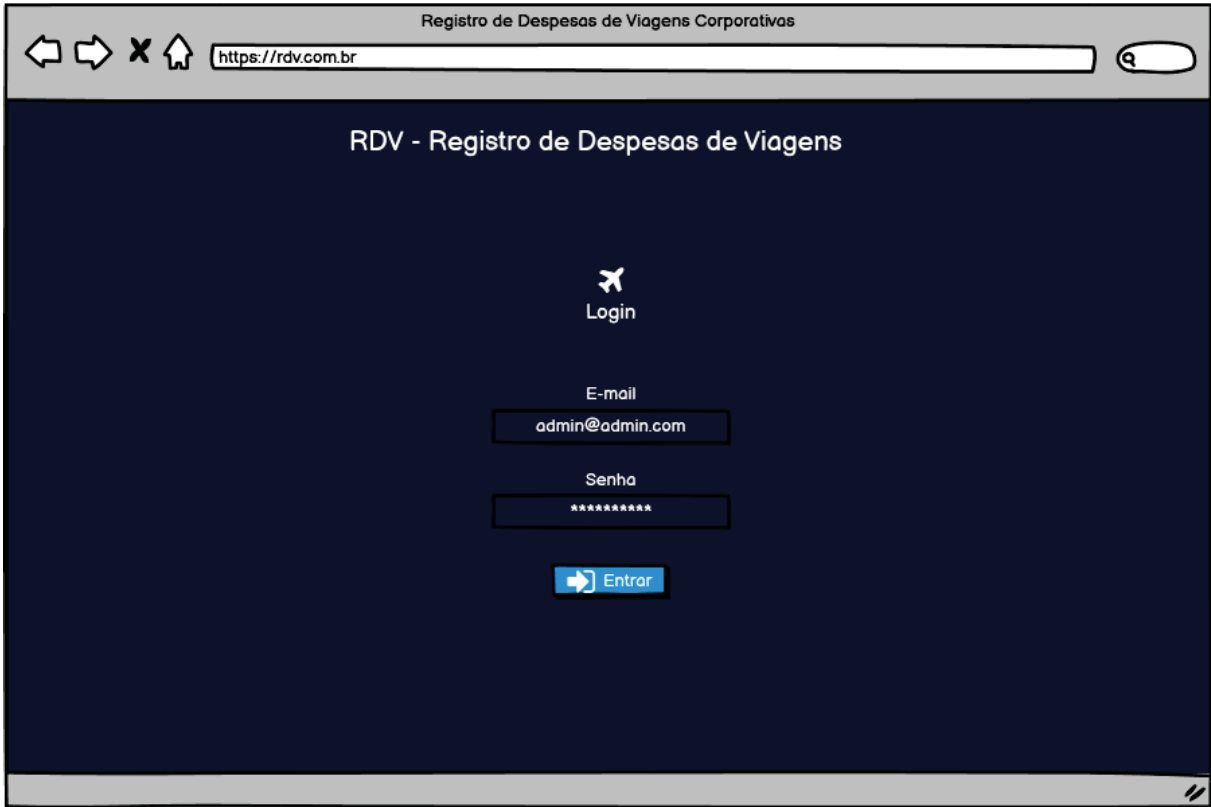 Registro de Despesas de Viagens Corporativas
https://rdv.com.br
RDV - Registro de Despesas de Viagens
Login
E-mail
admin@admin.com
Senha
**********
Entrar